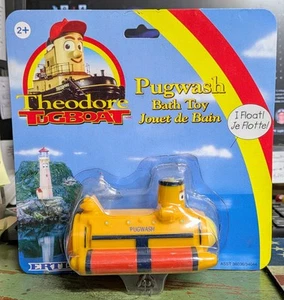 2+
Theodore
TUGBOAT
Pugwash
Bath Toy
Jouet de Bain
I Float!
Je Flotte!
PUGWASH
ERTL